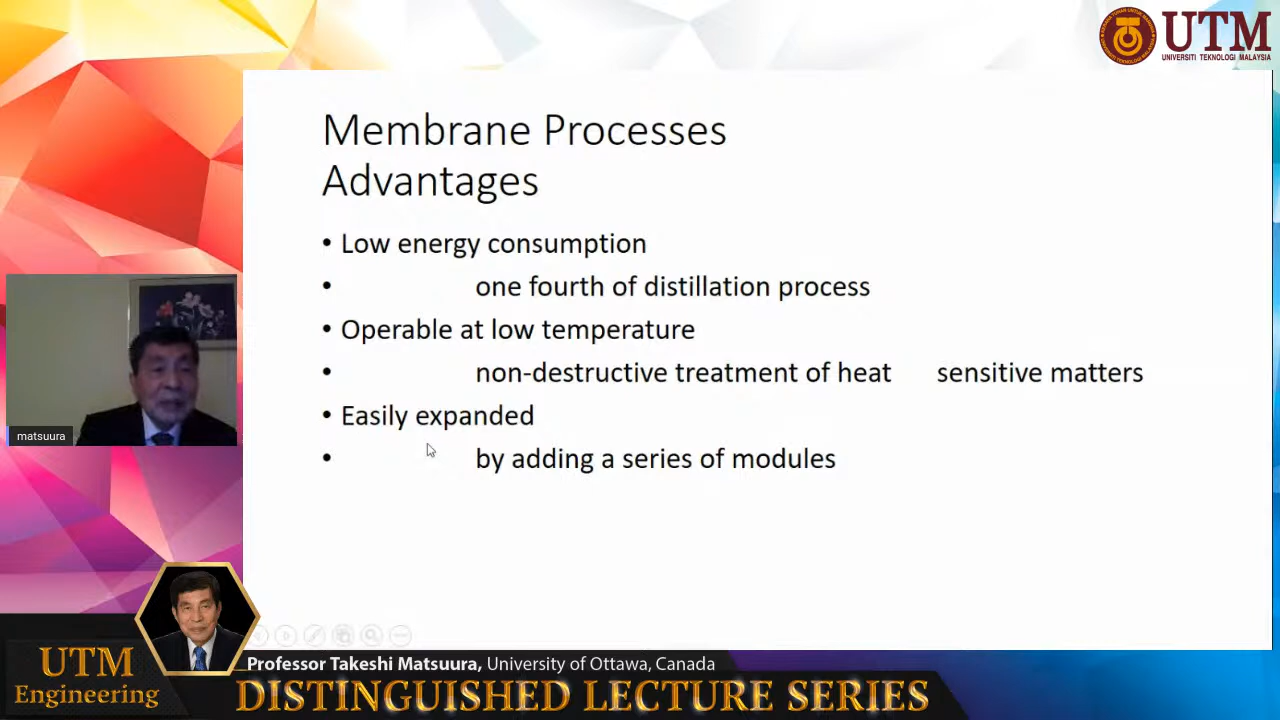 UTM
UNIVERSITI TEKNOLOGI MALAYSIA
Membrane Processes
Advantages
• Low energy consumption
• one fourth of distillation process
• Operable at low temperature
• non-destructive treatment of heat sensitive matters
• Easily expanded
• by adding a series of modules
matsuura
UTM
Engineering
Professor Takeshi Matsuura, University of Ottawa, Canada
DISTINGUISHED LECTURE SERIES